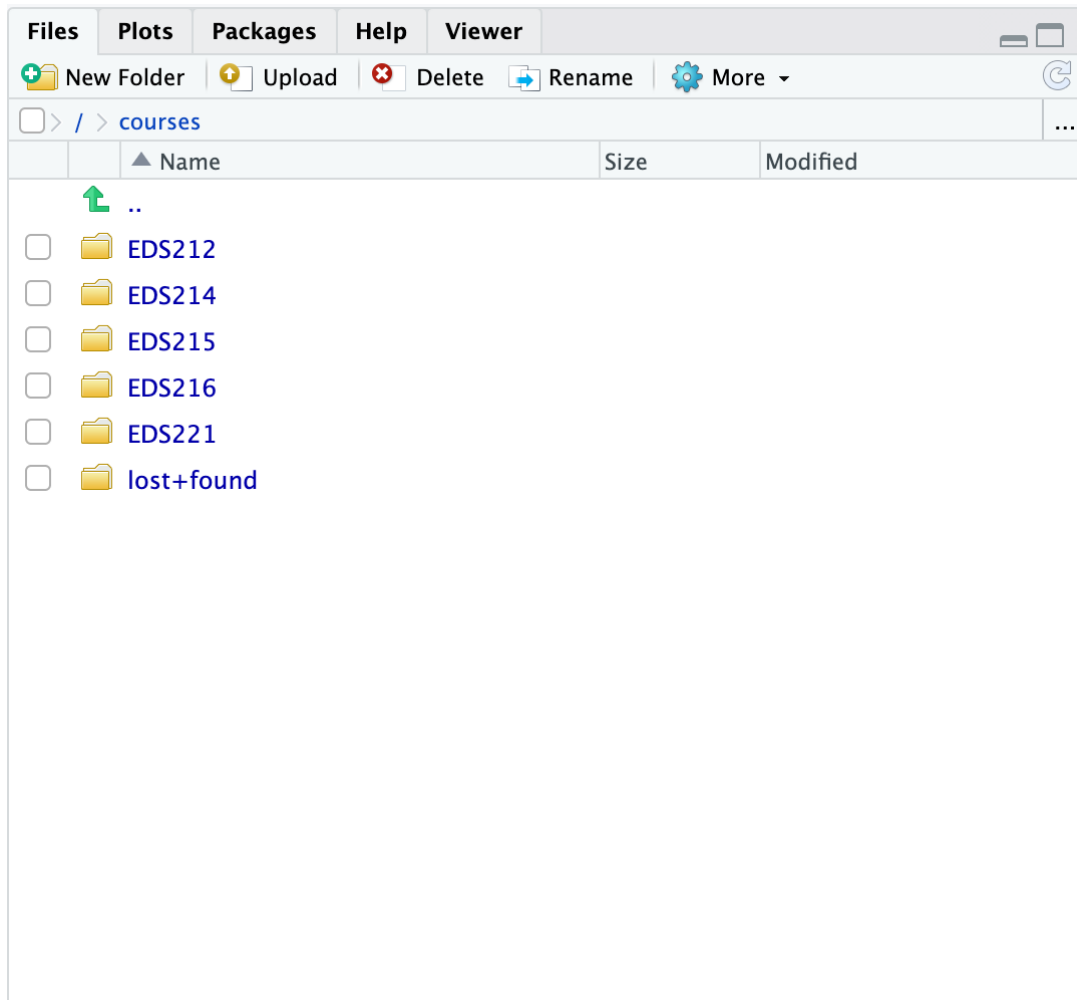 Files Plots Packages Help Viewer
New Folder Upload Delete Rename More
/ courses ...
Name Size Modified
..
EDS212
EDS214
EDS215
EDS216
EDS221
lost+found